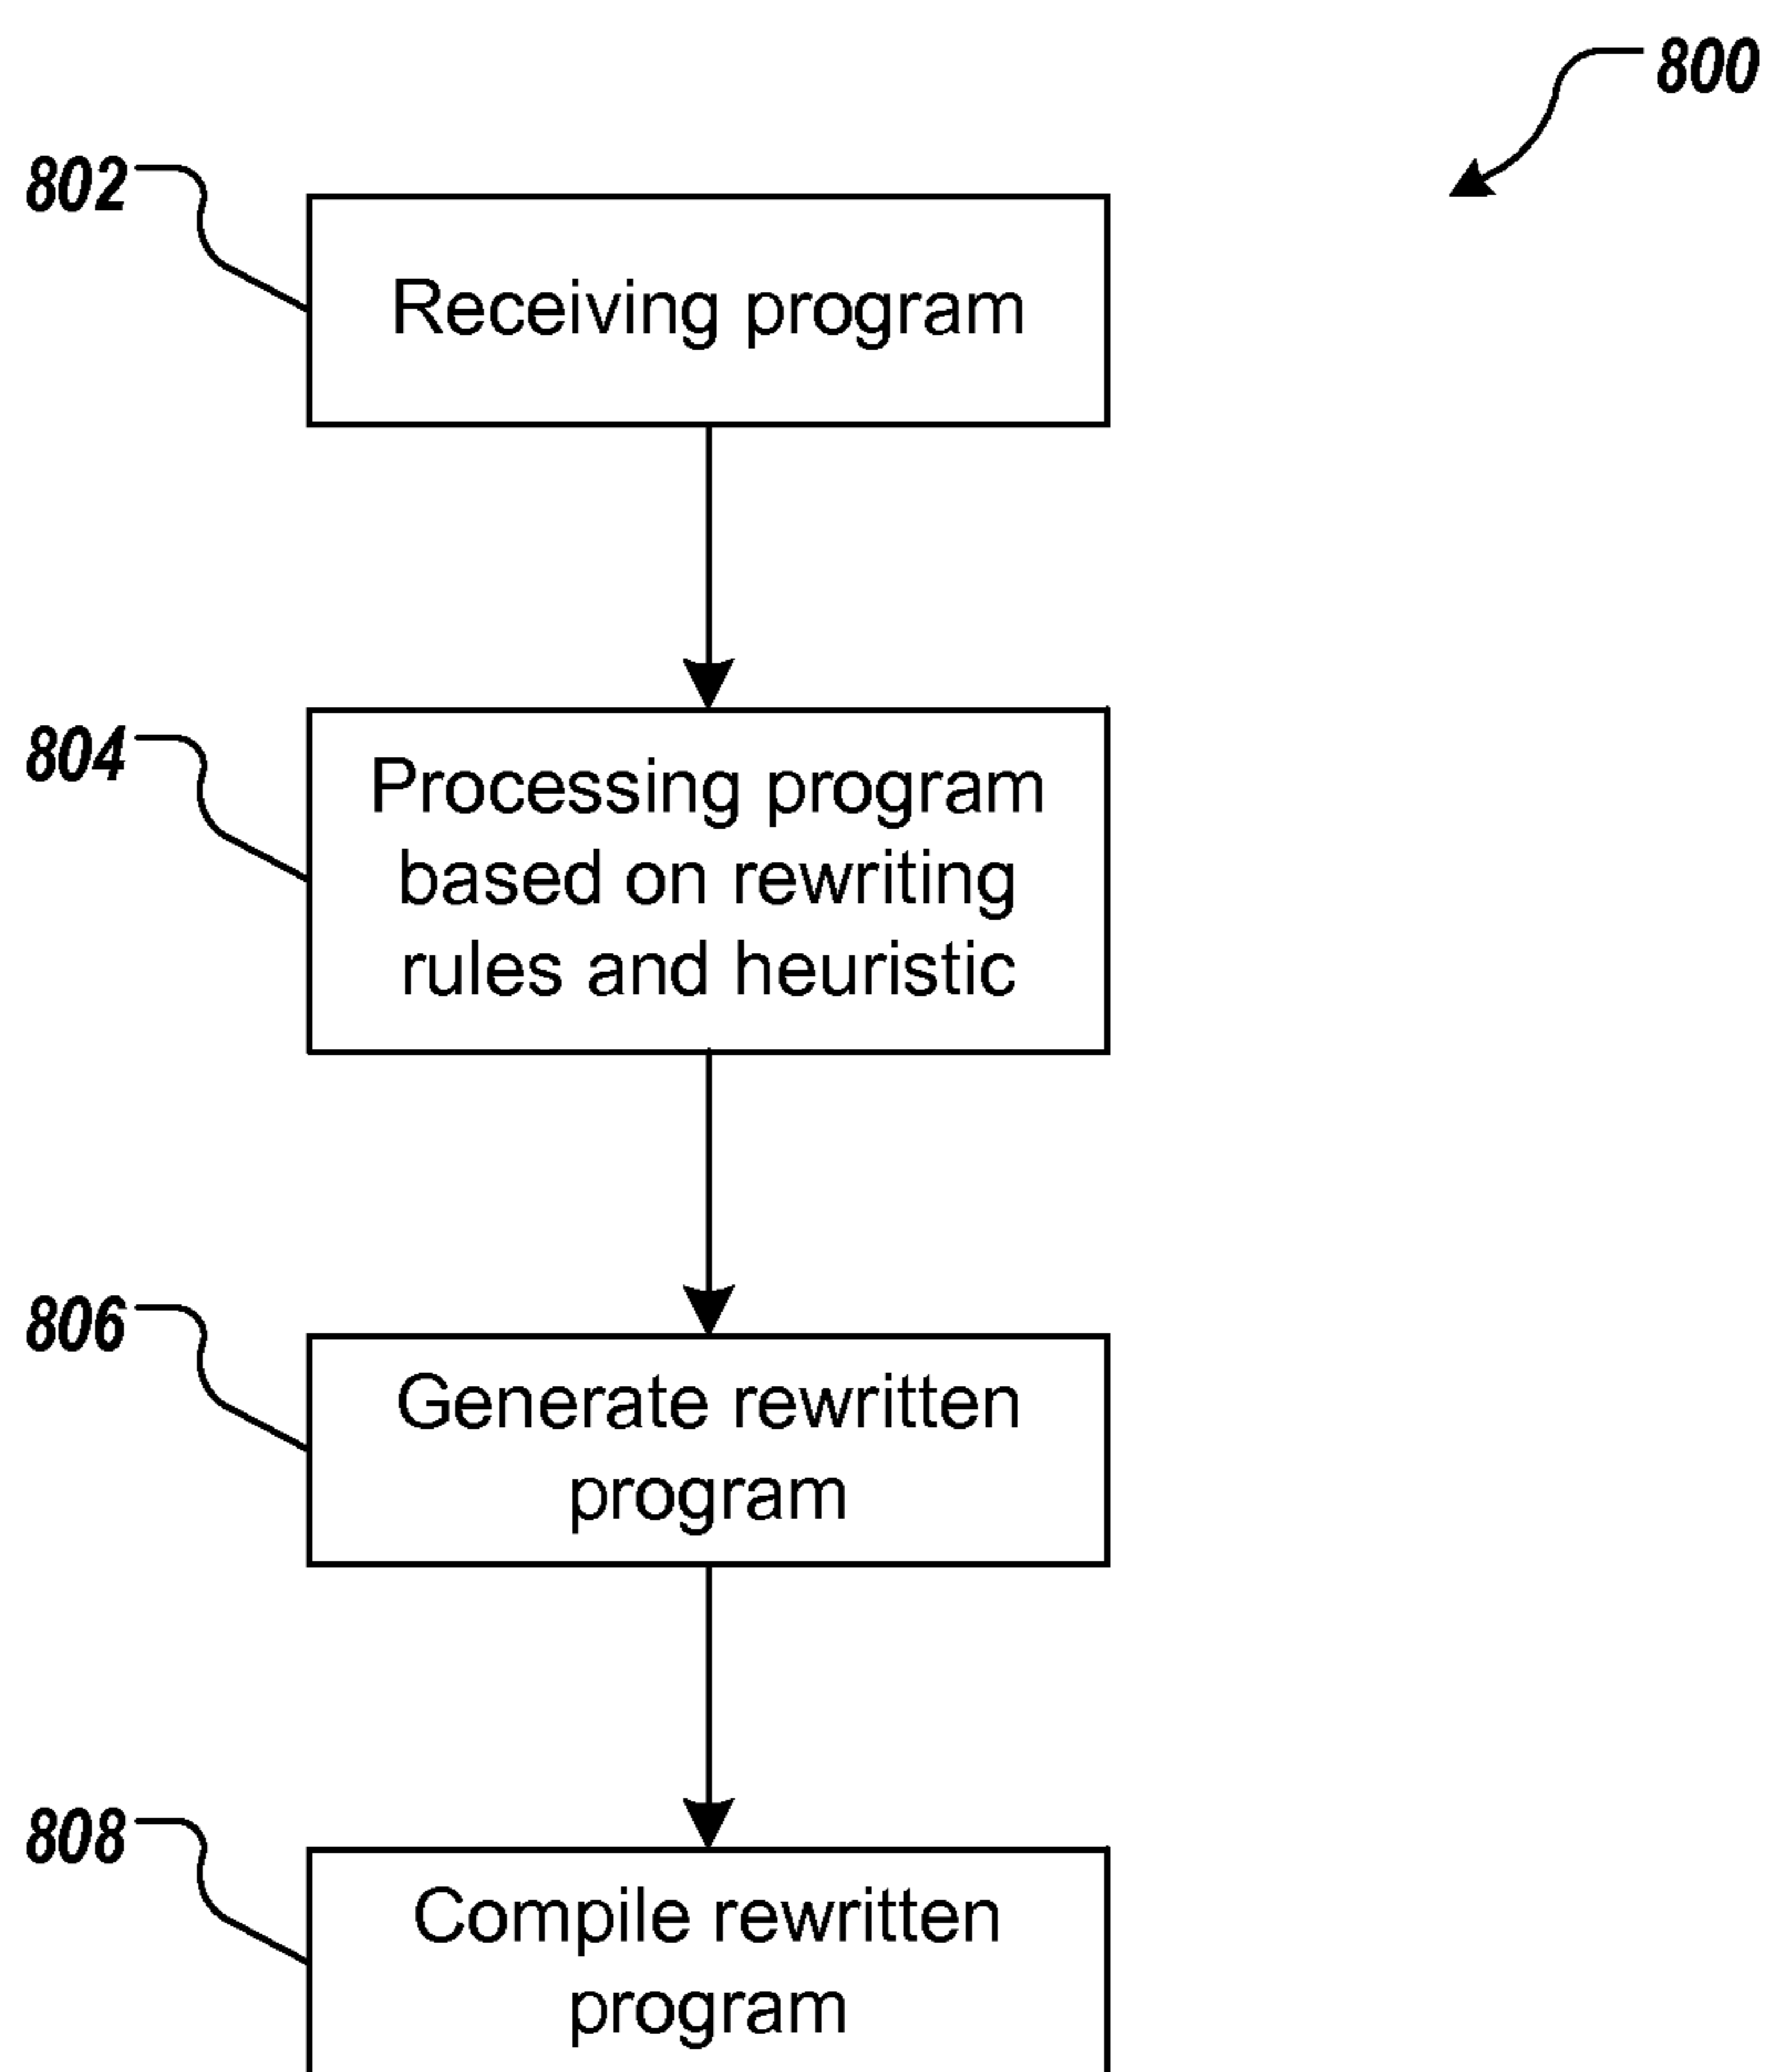 800
802
Receiving program
804
Processing program
based on rewriting
rules and heuristic
806
Generate rewritten
program
808
Compile rewritten
program